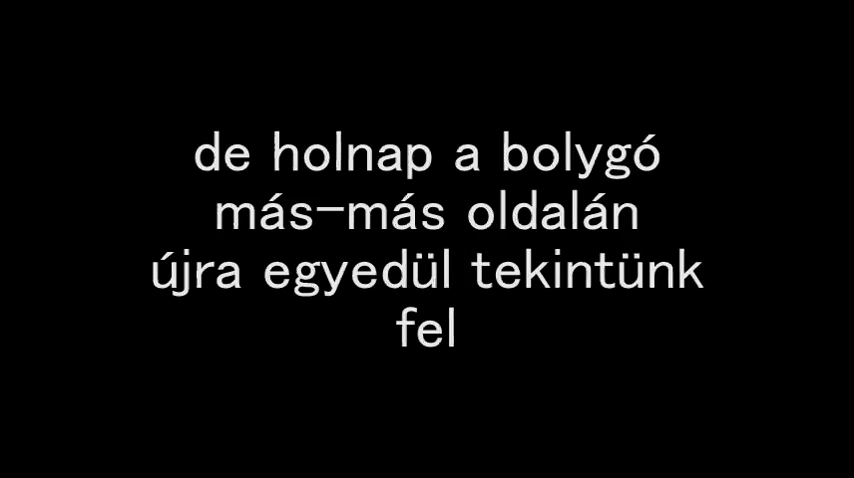 de holnap a bolygó
más-más oldalán
újra egyedül tekintünk
fel